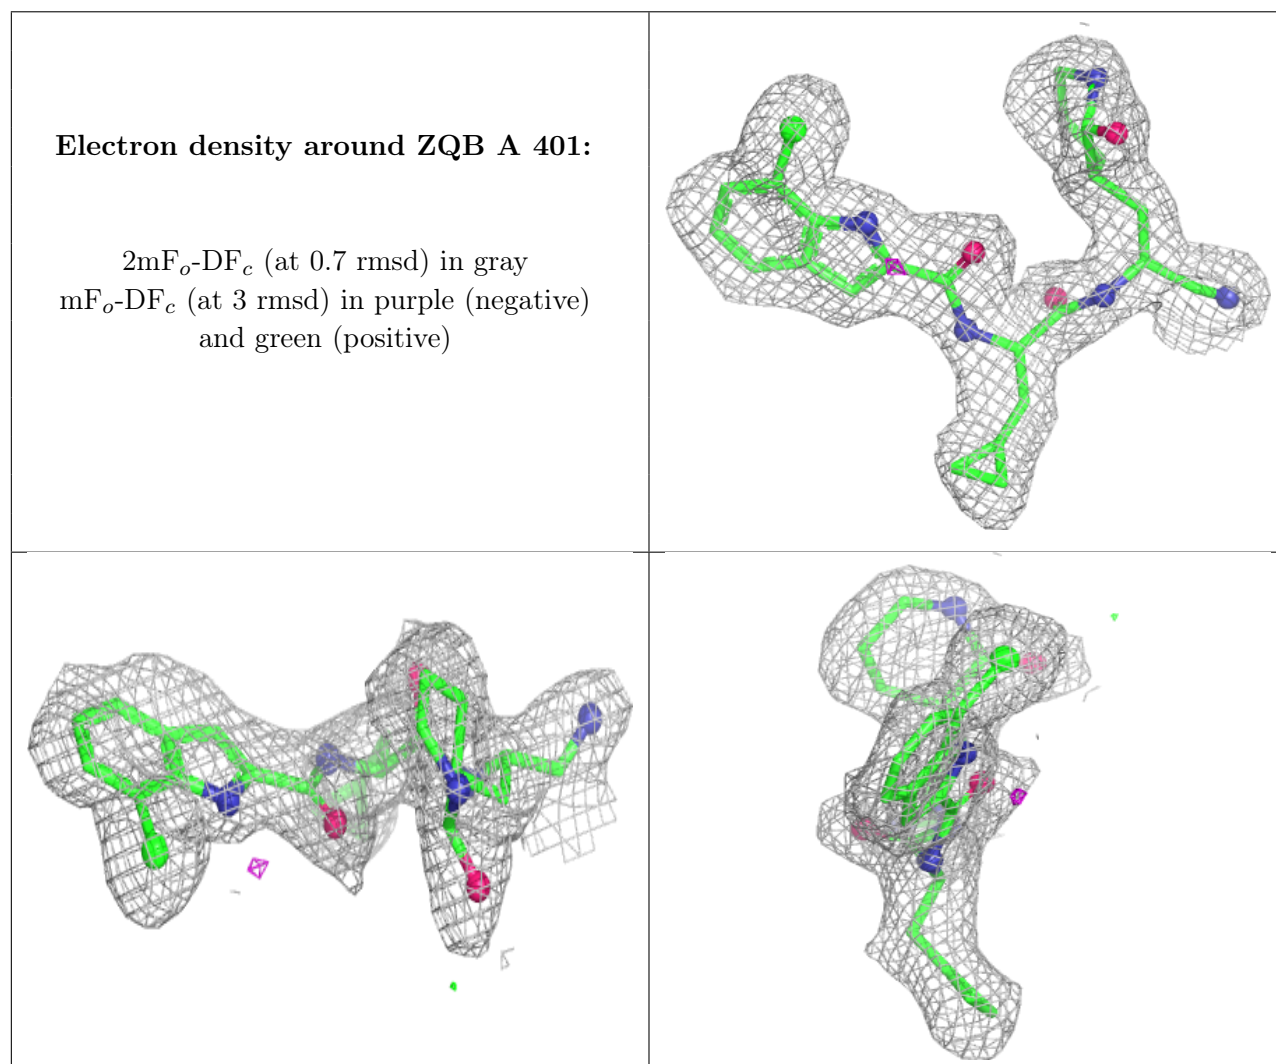 Electron density around ZQB A 401:
2mFo-DFc (at 0.7 rmsd) in gray
mFo-DFc (at 3 rmsd) in purple (negative)
and green (positive)